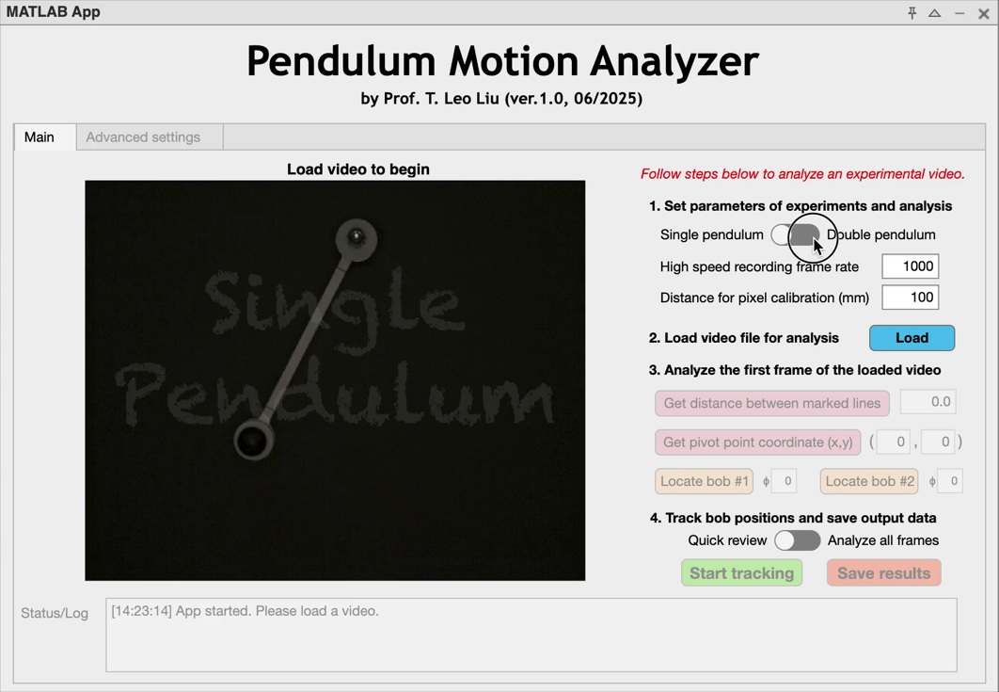 MATLAB App
Pendulum Motion Analyzer
by Prof. T. Leo Liu (ver.1.0, 06/2025)
Main
Advanced settings
Load video to begin
Single
Pendulum
Follow steps below to analyze an experimental video.
1. Set parameters of experiments and analysis
Single pendulum Double pendulum
High speed recording frame rate 1000
Distance for pixel calibration (mm) 100
2. Load video file for analysis Load
3. Analyze the first frame of the loaded video
Get distance between marked lines 0.0
Get pivot point coordinate (x,y) ( 0 , 0 )
Locate bob #1 ϕ 0 Locate bob #2 ϕ 0
4. Track bob positions and save output data
Quick review Analyze all frames
Start tracking Save results
Status/Log [14:23:14] App started. Please load a video.